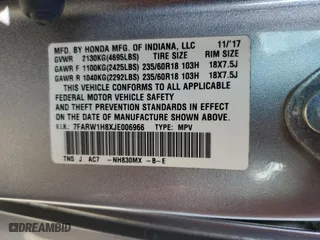 MFD. BY HONDA MFG. OF INDIANA, LLC 11/'17
GVWR 2130KG(4695LBS) TIRE SIZE RIM SIZE
GAWR F 1100KG(2425LBS) 235/60R18 103H 18X7.5J
GAWR R 1040KG(2292LBS) 235/60R18 103H 18X7.5J
THIS VEHICLE CONFORMS TO ALL APPLICABLE
FEDERAL MOTOR VEHICLE SAFETY, BUMPER,
AND THEFT PREVENTION STANDARDS IN EFFECT
ON THE DATE OF MANUFACTURE SHOWN ABOVE.
V.I.N.: 7FARW1H8XJE006966 TYPE: MPV
TNS J AC7 -NH830MX -B-E